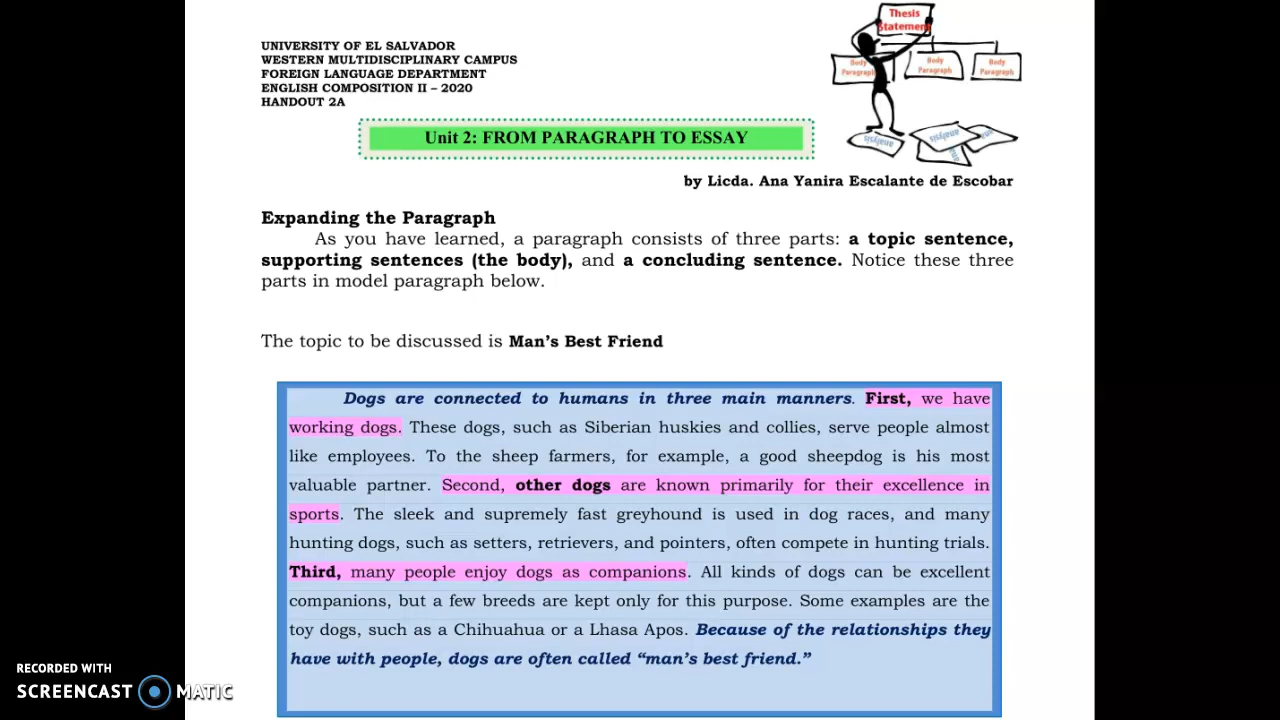 Thesis
Statement
Body
Paragraph
Body
Paragraph
Body
Paragraph
analysis
analysis
UNIVERSITY OF EL SALVADOR
WESTERN MULTIDISCIPLINARY CAMPUS
FOREIGN LANGUAGE DEPARTMENT
ENGLISH COMPOSITION II – 2020
HANDOUT 2A
Unit 2: FROM PARAGRAPH TO ESSAY
by Licda. Ana Yanira Escalante de Escobar
Expanding the Paragraph
As you have learned, a paragraph consists of three parts: a topic sentence,
supporting sentences (the body), and a concluding sentence. Notice these three
parts in model paragraph below.
The topic to be discussed is Man’s Best Friend
Dogs are connected to humans in three main manners. First, we have
working dogs. These dogs, such as Siberian huskies and collies, serve people almost
like employees. To the sheep farmers, for example, a good sheepdog is his most
valuable partner. Second, other dogs are known primarily for their excellence in
sports. The sleek and supremely fast greyhound is used in dog races, and many
hunting dogs, such as setters, retrievers, and pointers, often compete in hunting trials.
Third, many people enjoy dogs as companions. All kinds of dogs can be excellent
companions, but a few breeds are kept only for this purpose. Some examples are the
toy dogs, such as a Chihuahua or a Lhasa Apos. Because of the relationships they
have with people, dogs are often called “man’s best friend.”
RECORDED WITH
SCREENCAST MATIC